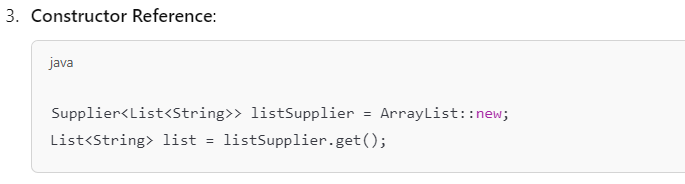 3. Constructor Reference:
java
Supplier<List<String>> listSupplier = ArrayList::new;
List<String> list = listSupplier.get();